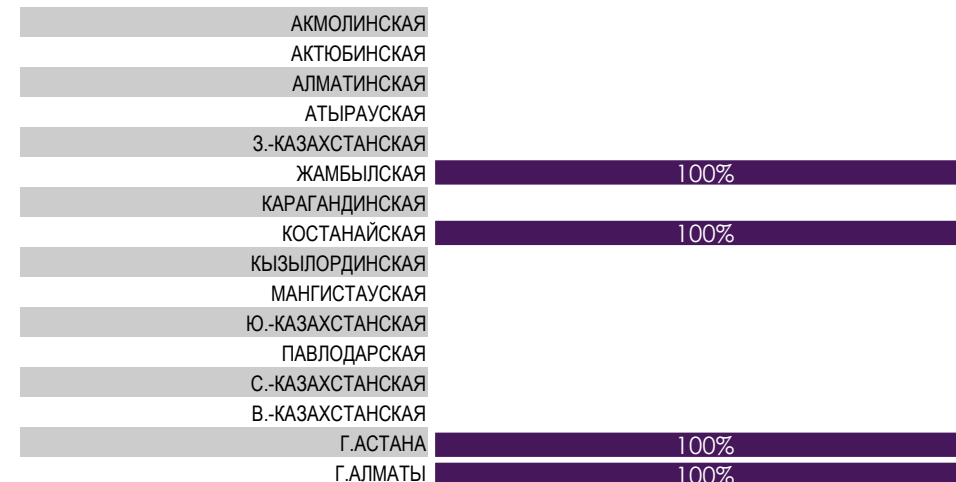 АКМОЛИНСКАЯ
АКТЮБИНСКАЯ
АЛМАТИНСКАЯ
АТЫРАУСКАЯ
З.-КАЗАХСТАНСКАЯ
ЖАМБЫЛСКАЯ 100%
КАРАГАНДИНСКАЯ
КОСТАНАЙСКАЯ 100%
КЫЗЫЛОРДИНСКАЯ
МАНГИСТАУСКАЯ
Ю.-КАЗАХСТАНСКАЯ
ПАВЛОДАРСКАЯ
С.-КАЗАХСТАНСКАЯ
В.-КАЗАХСТАНСКАЯ
Г.АСТАНА 100%
Г.АЛМАТЫ 100%